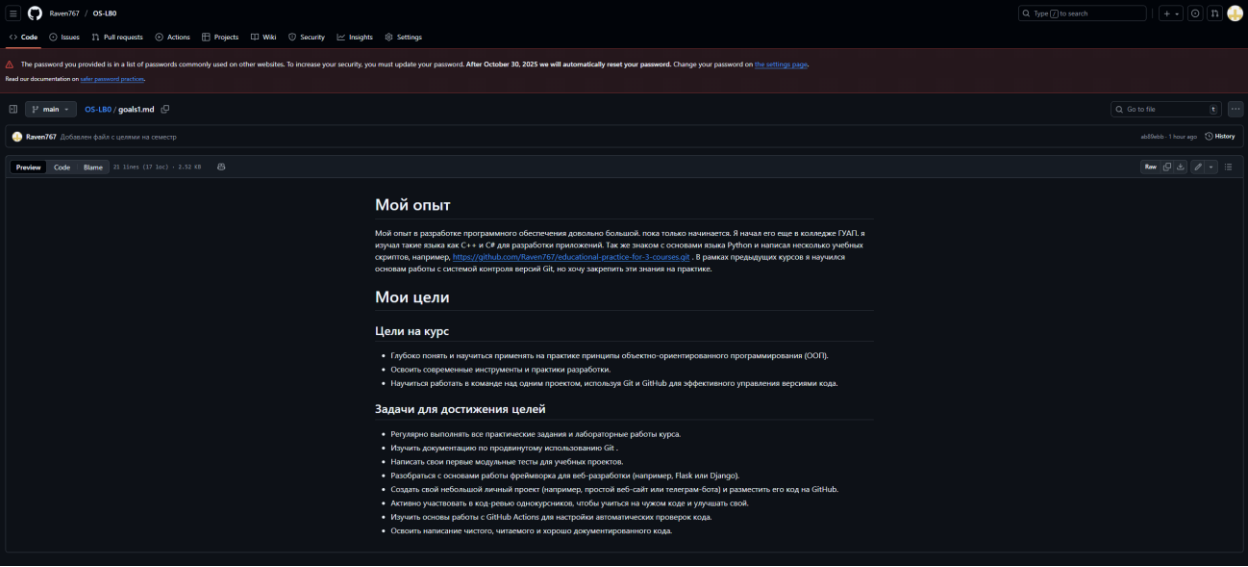 Raven767 / OS-LB0
Type / to search
Code Issues Pull requests Actions Projects Wiki Security Insights Settings
The password you provided is in a list of passwords commonly used on other websites. To increase your security, you must update your password. After October 30, 2025 we will automatically reset your password. Change your password on the settings page.
Read our documentation on safer password practices.
main OS-LB0 / goals1.md
Go to file t
Raven767 Добавлен файл с целями на семестр
1 hour ago History
Preview Code Blame 21 lines (17 loc) · 2.52 KB
Raw
Мой опыт
Мой опыт в разработке программного обеспечения довольно большой. пока только начинается. Я начал его еще в колледже ГУАП. я
изучал такие языка как C++ и C# для разработки приложений. Так же знаком с основами языка Python и написал несколько учебных
скриптов, например, https://github.com/Raven767/educational-practice-for-3-courses.git . В рамках предыдущих курсов я научился
основам работы с системой контроля версий Git, но хочу закрепить эти знания на практике.
Мои цели
Цели на курс
• Глубоко понять и научиться применять на практике принципы объектно-ориентированного программирования (ООП).
• Освоить современные инструменты и практики разработки.
• Научиться работать в команде над одним проектом, используя Git и GitHub для эффективного управления версиями кода.
Задачи для достижения целей
• Регулярно выполнять все практические задания и лабораторные работы курса.
• Изучить документацию по продвинутому использованию Git .
• Написать свои первые модульные тесты для учебных проектов.
• Разобраться с основами работы фреймворка для веб-разработки (например, Flask или Django).
• Создать свой небольшой личный проект (например, простой веб-сайт или телеграм-бота) и разместить его код на GitHub.
• Активно участвовать в код-ревью однокурсников, чтобы учиться на чужом коде и улучшать свой.
• Изучить основы работы с GitHub Actions для настройки автоматических проверок кода.
• Освоить написание чистого, читаемого и хорошо документированного кода.